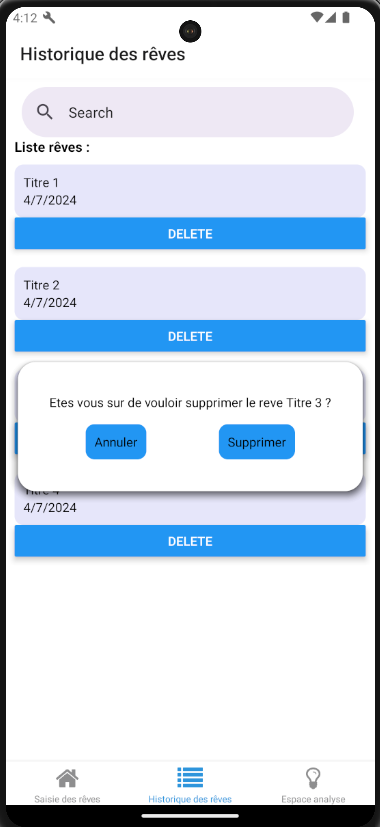 4:12
Historique des rêves
Search
Liste rêves :
Titre 1
4/7/2024
DELETE
Titre 2
4/7/2024
DELETE
Etes vous sur de vouloir supprimer le reve Titre 3 ?
Annuler
Supprimer
Titre 4
4/7/2024
DELETE
Saisie des rêves
Historique des rêves
Espace analyse